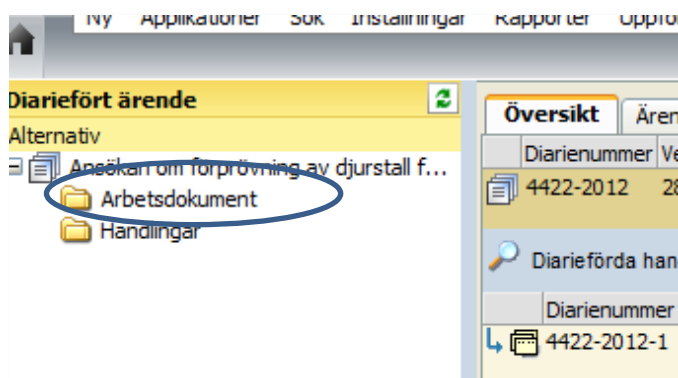 Ny Applikationer Sök Inställningar Rapporter
Diariefört ärende
Alternativ
Ansökan om förprövning av djurstall f...
Arbetsdokument
Handlingar
Översikt
Diarienummer
4422-2012 28
Diarieförda han
Diarienummer
4422-2012-1